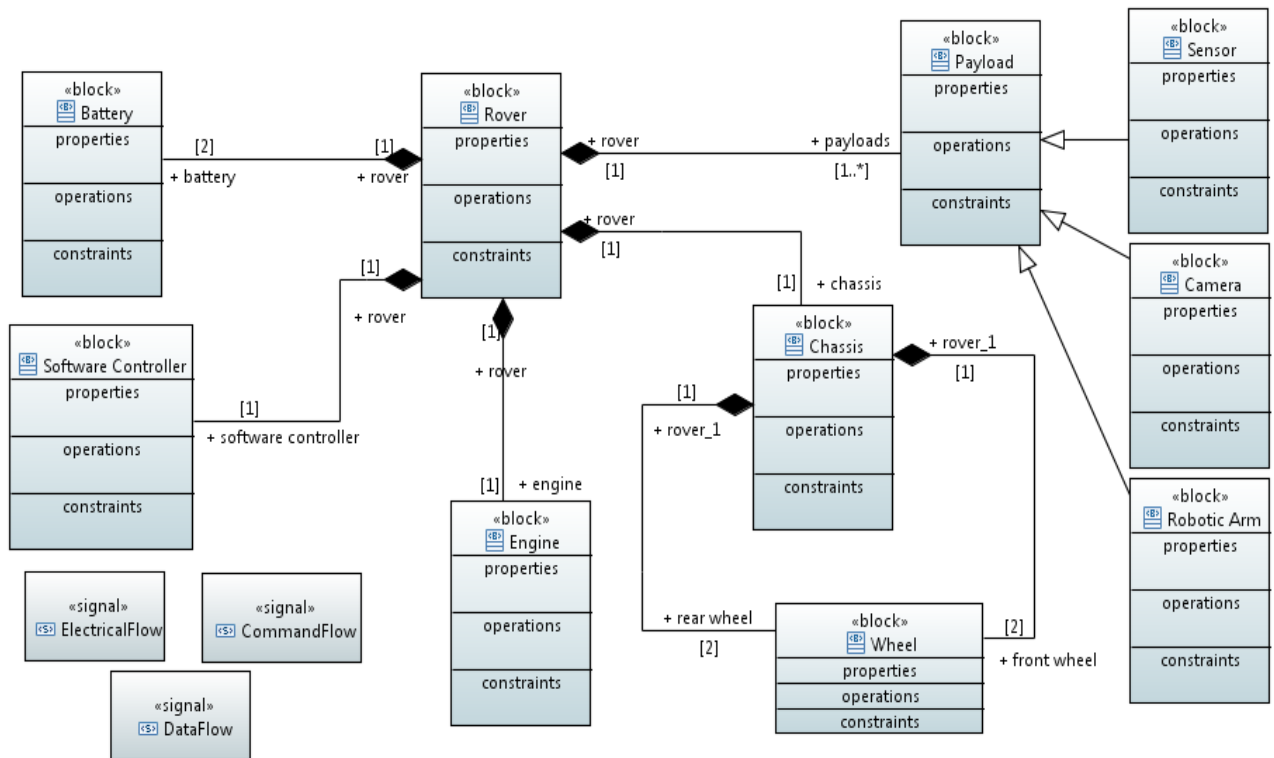 «block»
Battery
properties
operations
constraints
[2]
+ battery
[1]
+ rover
«block»
Rover
properties
operations
constraints
+ rover
[1]
+ payloads
[1..*]
«block»
Payload
properties
operations
constraints
«block»
Sensor
properties
operations
constraints
+ rover
[1]
[1]
+ chassis
«block»
Camera
properties
operations
constraints
[1]
+ rover
«block»
Software Controller
properties
operations
constraints
[1]
+ software controller
[1]
+ rover
[1]
+ engine
«block»
Engine
properties
operations
constraints
«block»
Chassis
properties
operations
constraints
+ rover_1
[1]
[1]
+ rover_1
«block»
Robotic Arm
properties
operations
constraints
+ rear wheel
[2]
«block»
Wheel
properties
operations
constraints
[2]
+ front wheel
«signal»
ElectricalFlow
«signal»
CommandFlow
«signal»
DataFlow